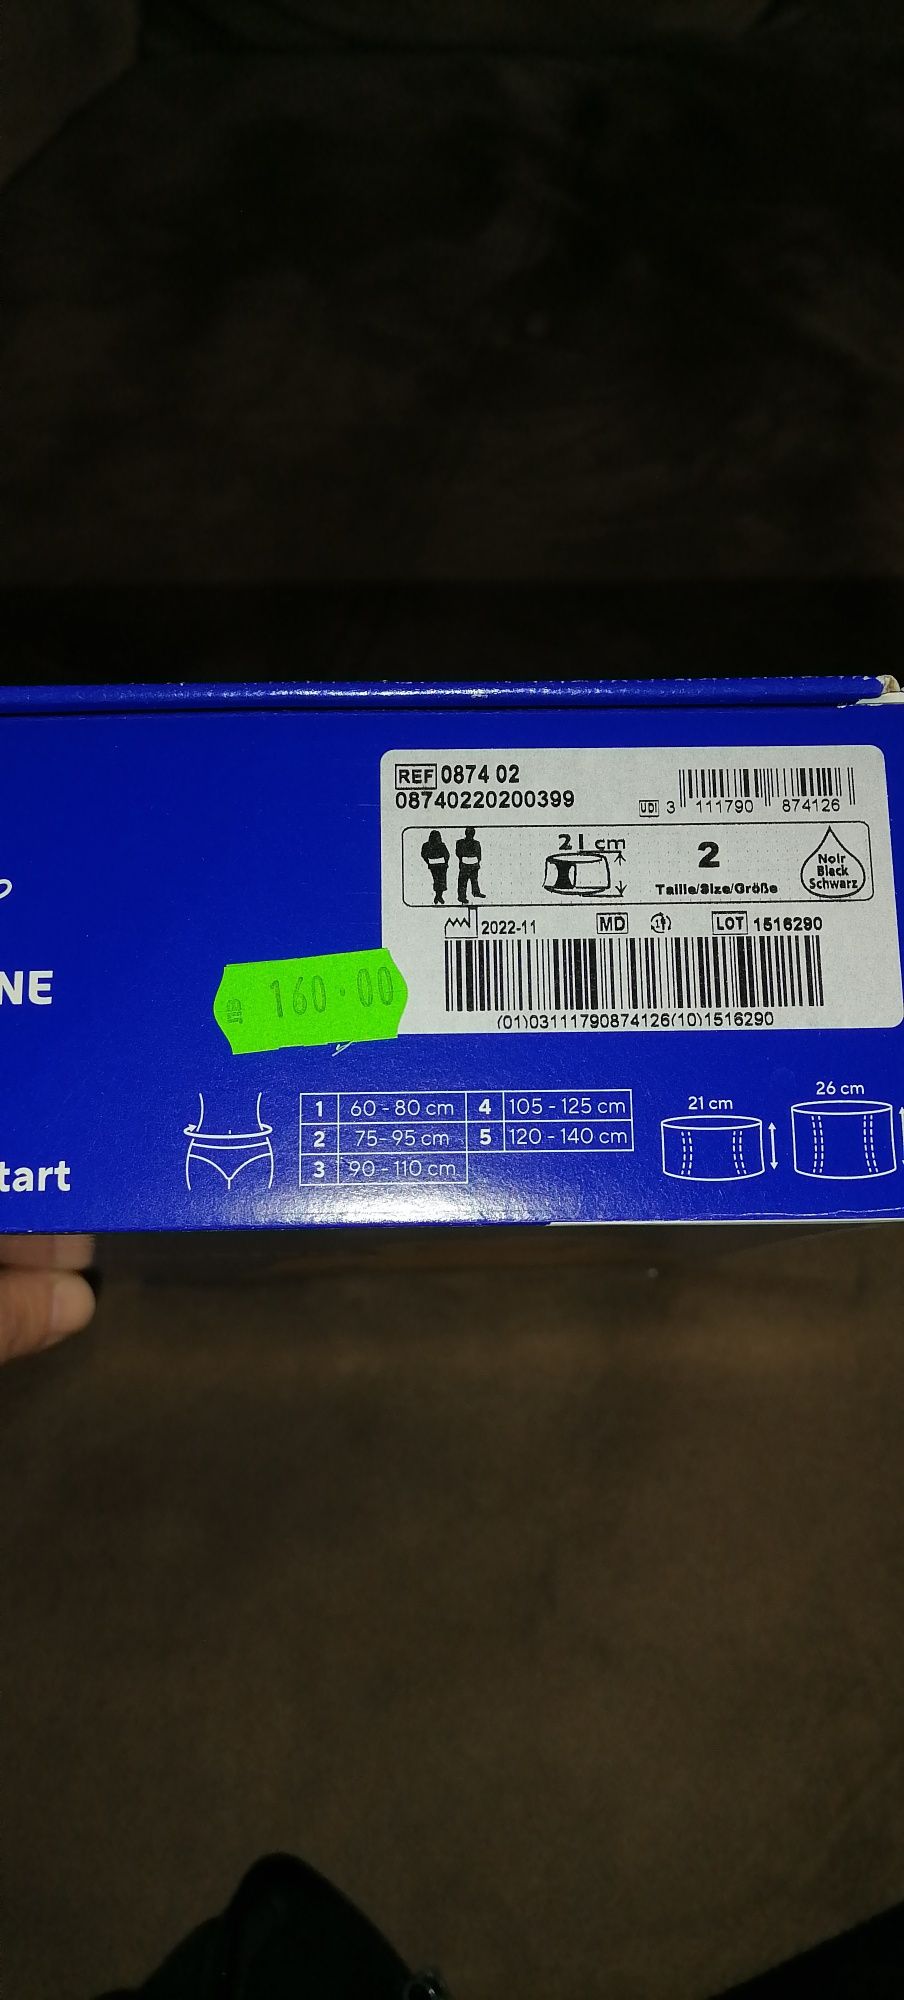 REF 0874 02
08740220200399
UDI 3 111790 874126
21 cm
2
Taille/Size/Größe
Noir
Black
Schwarz
2022-11 MD LOT 1516290
(01)03111790874126(10)1516290
NE
160.00
tart
1 60 - 80 cm 4 105 - 125 cm
2 75 - 95 cm 5 120 - 140 cm
3 90 - 110 cm
21 cm
26 cm